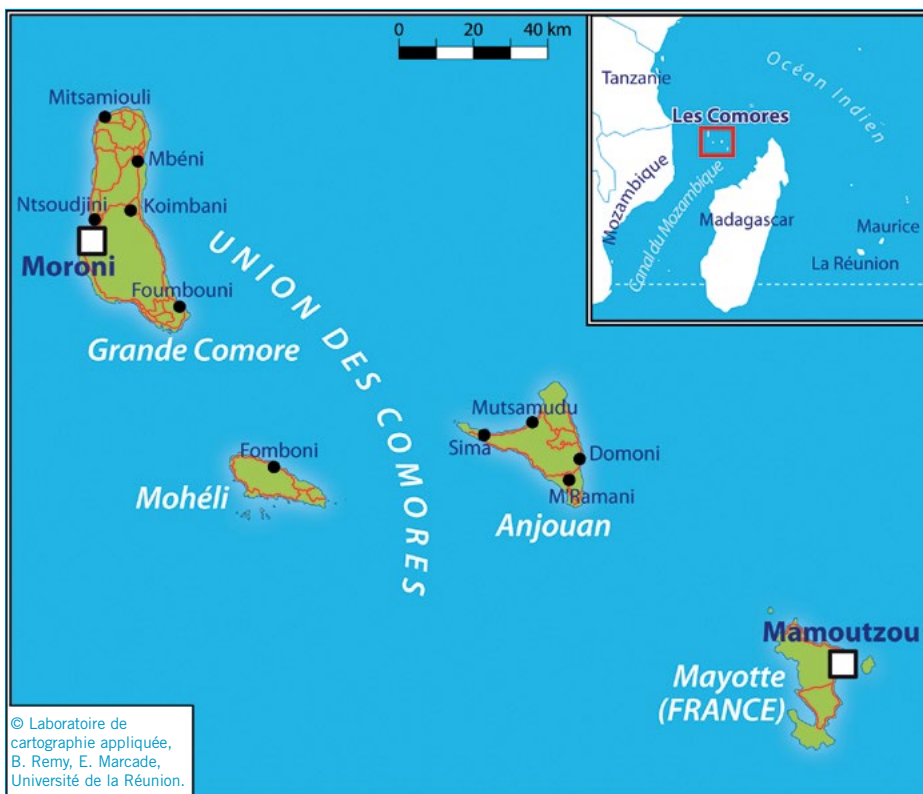 0 20 40 km
Mitsamiouli
Mbéni
Ntsoudjini
Koimbani
Moroni
Foumbouni
Grande Comore
UNION DES COMORES
Mutsamudu
Sima
Domoni
M'Ramani
Anjouan
Fomboni
Mohéli
Mamoutzou
Mayotte
(FRANCE)
Tanzanie
Océan Indien
Les Comores
Mozambique
Canal du Mozambique
Madagascar
Maurice
La Réunion
© Laboratoire de
cartographie appliquée,
B. Remy, E. Marcade,
Université de la Réunion.